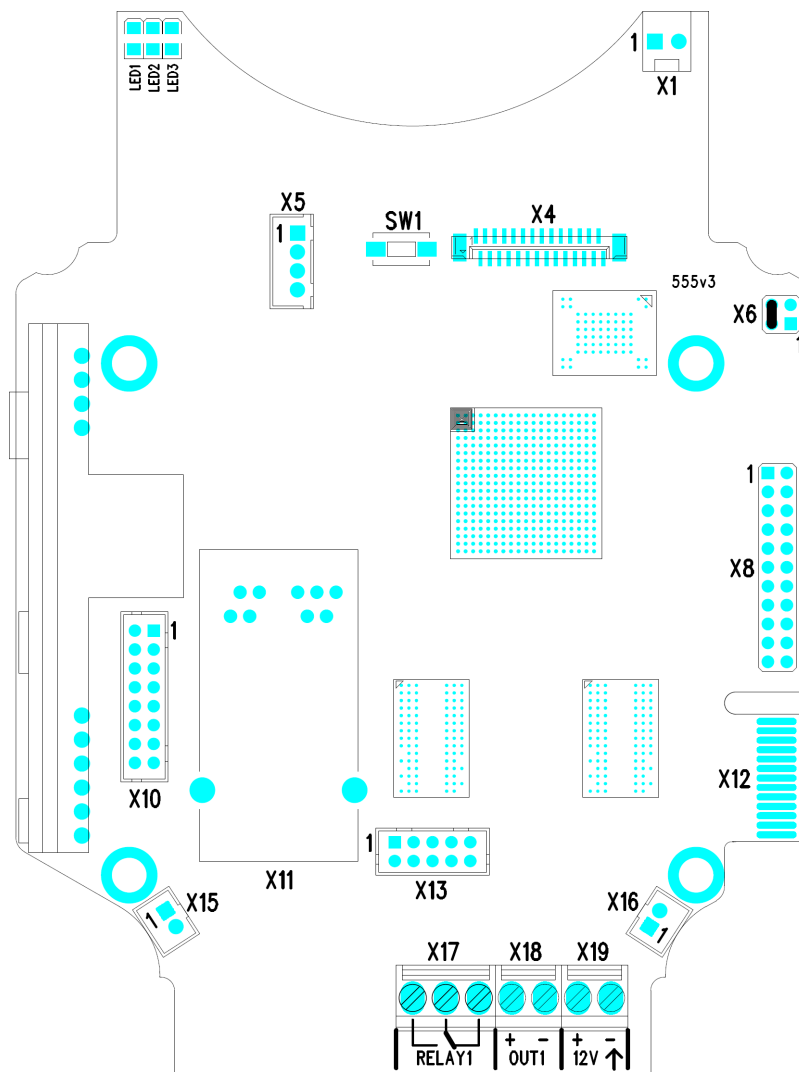 LED1
LED2
LED3
1
X1
X5
1
SW1
X4
555v3
X6
1
1
X8
1
X10
X11
1
X13
X12
X15
1
X16
1
X17 X18 X19
+ - + -
RELAY1 OUT1 12V